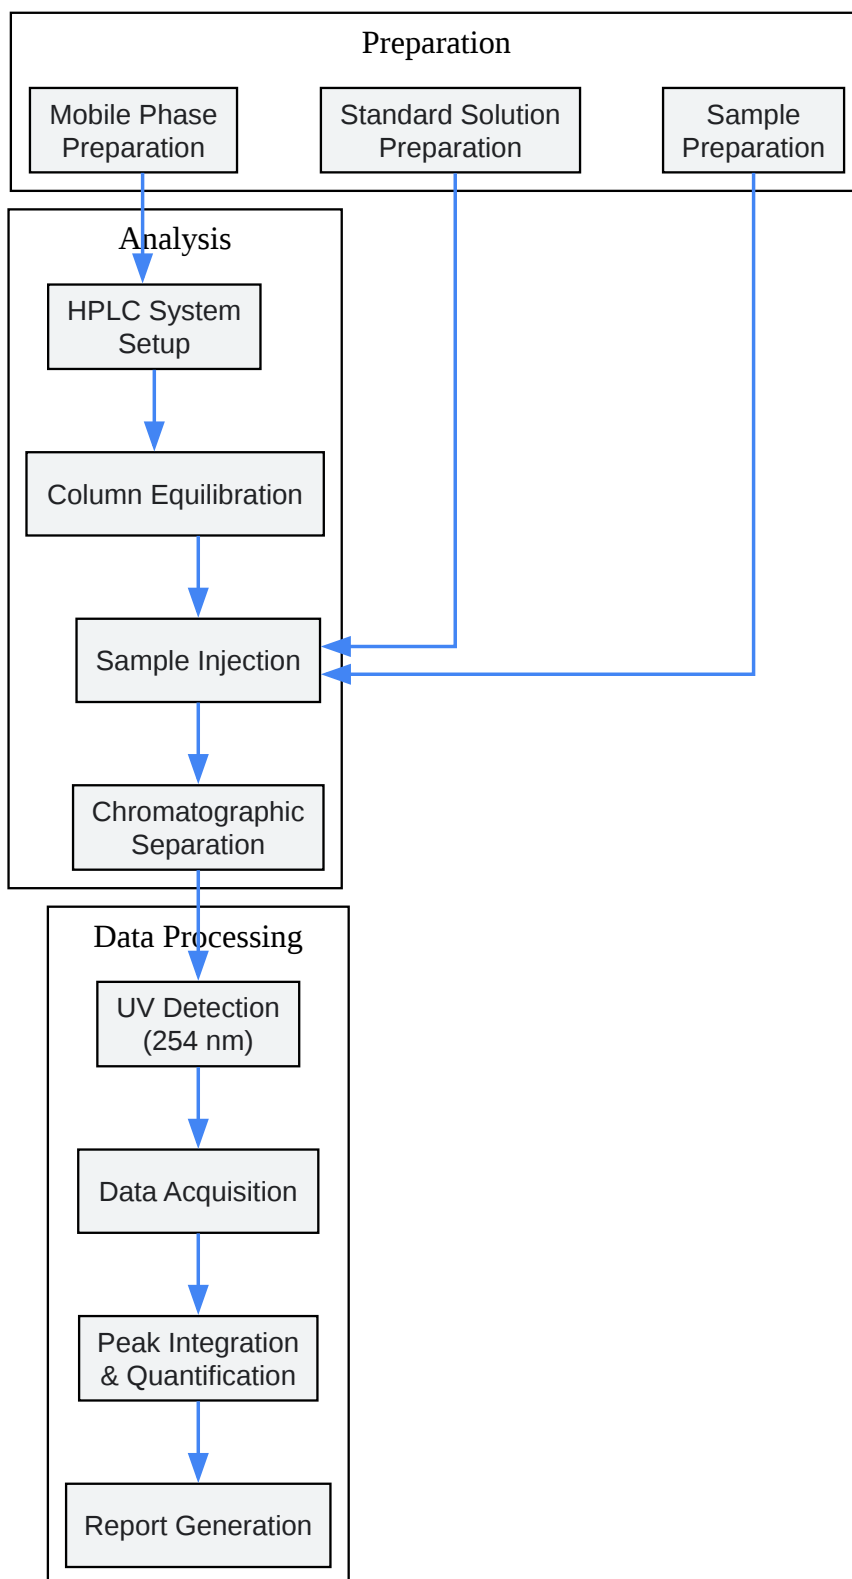 Preparation
Mobile Phase
Preparation
Standard Solution
Preparation
Sample
Preparation
Analysis
HPLC System
Setup
Column Equilibration
Sample Injection
Chromatographic
Separation
Data Processing
UV Detection
(254 nm)
Data Acquisition
Peak Integration
& Quantification
Report Generation